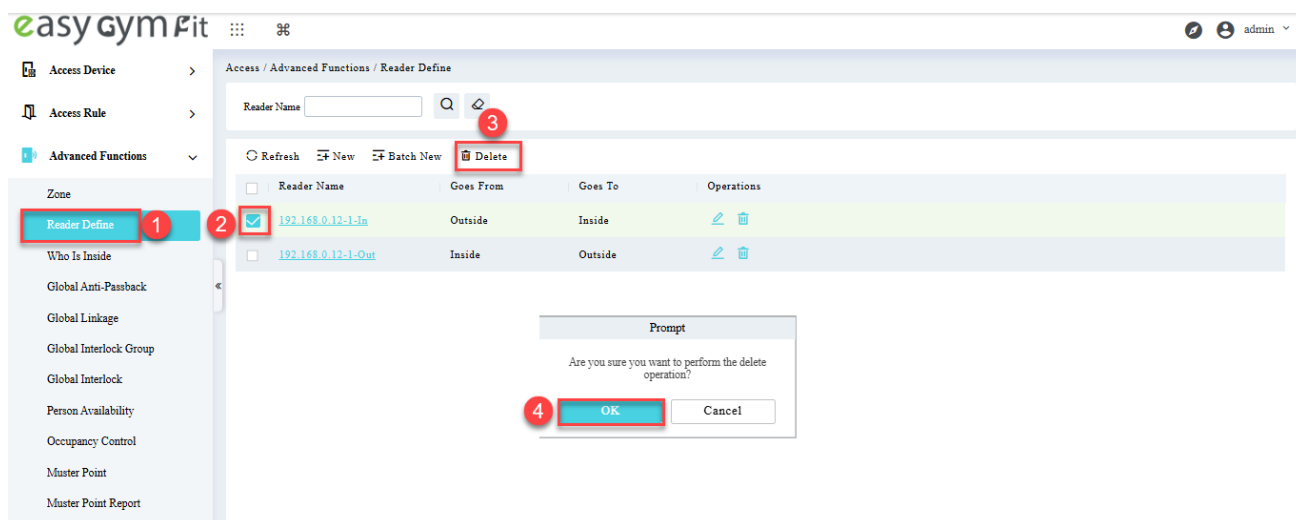 easy Gym Fit
admin
Access Device
Access / Advanced Functions / Reader Define
Access Rule
Reader Name
3
Advanced Functions
Refresh New Batch New Delete
Reader Name Goes From Goes To Operations
Zone
Reader Define 1
2 192.168.0.12-1-In Outside Inside
Who Is Inside
192.168.0.12-1-Out Inside Outside
Global Anti-Passback
Global Linkage
Global Interlock Group
Global Interlock
Person Availability
Occupancy Control
Muster Point
Muster Point Report
Prompt
Are you sure you want to perform the delete
operation?
4 OK Cancel